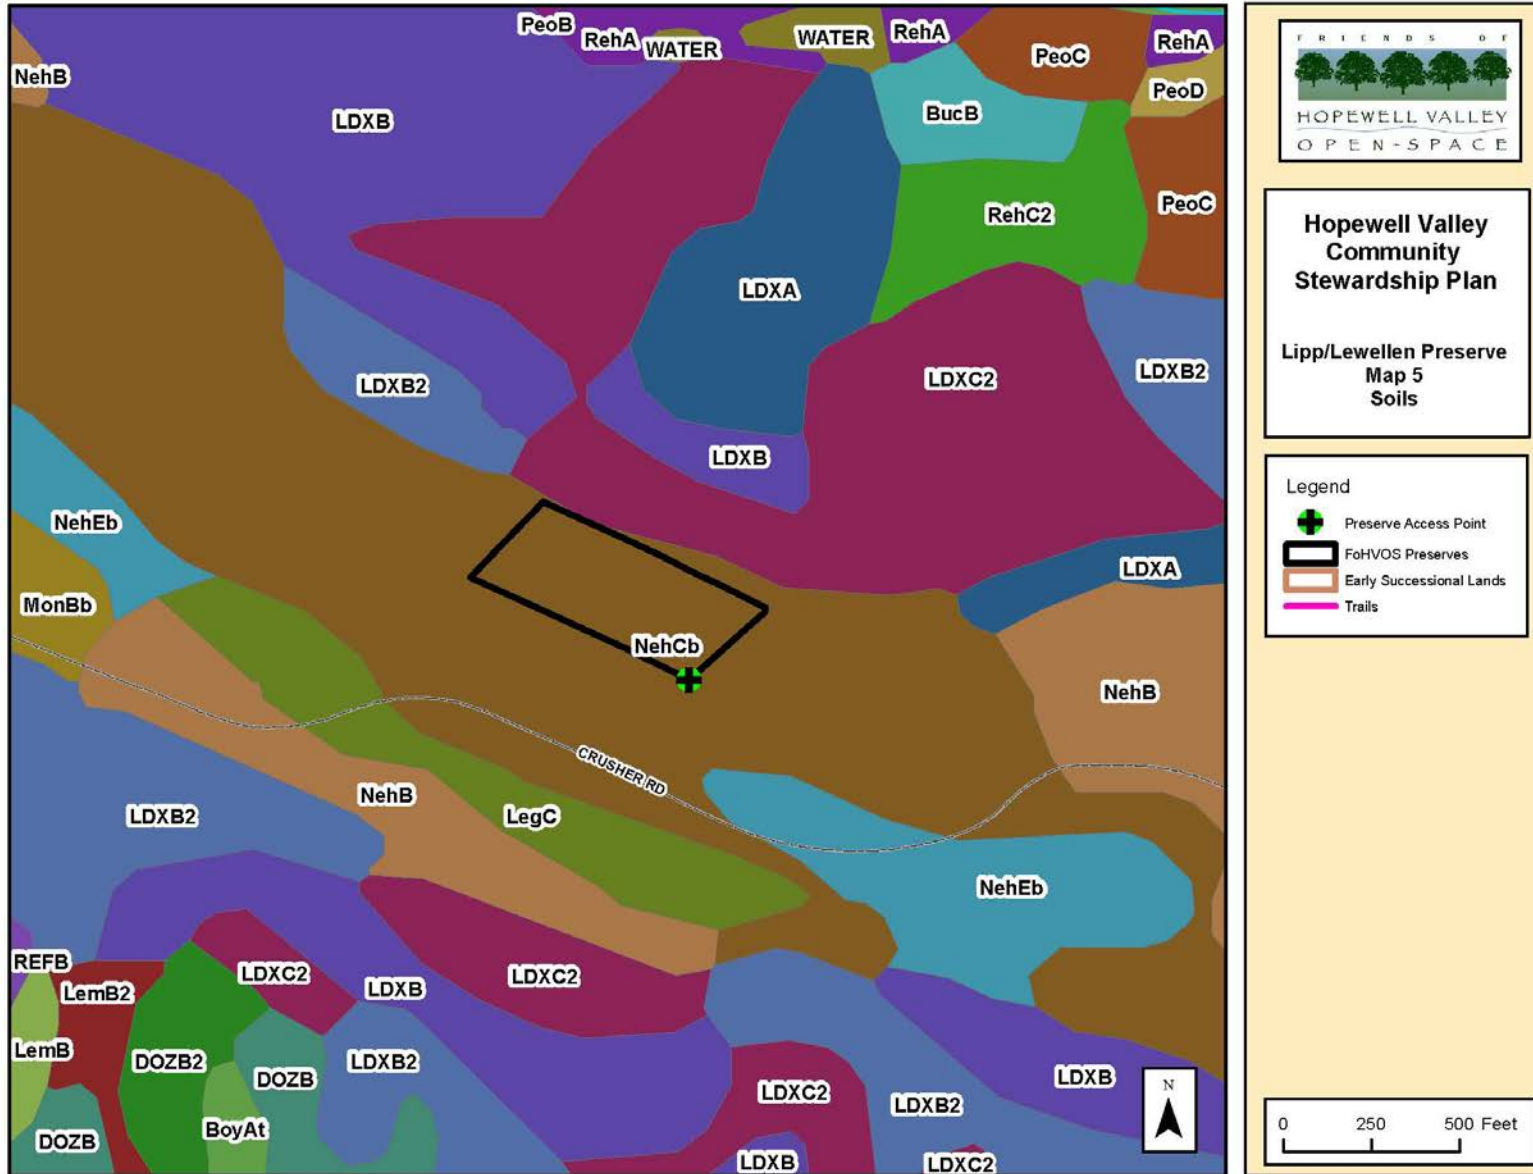 PeoB
RehA
WATER
WATER
RehA
PeoC
RehA
NehB
PeoD
LDXB
BucB
PeoC
RehC2
LDXA
LDXB2
LDXC2
LDXB2
LDXB
NehEb
LDXA
MonBb
NehCb
NehB
CRUSHER RD
NehB
LDXB2
LegC
NehEb
REFB
LDXC2
LDXC2
LemB2
LDXB
LemB
DOZB2
LDXB2
DOZB
LDXB
LDXC2
LDXB2
BoyAt
DOZB
LDXB
LDXC2
N
FRIENDS OF
HOPEWELL VALLEY
OPEN-SPACE
Hopewell Valley
Community
Stewardship Plan
Lipp/Lewellen Preserve
Map 5
Soils
Legend
Preserve Access Point
FoHVOS Preserves
Early Successional Lands
Trails
0 250 500 Feet